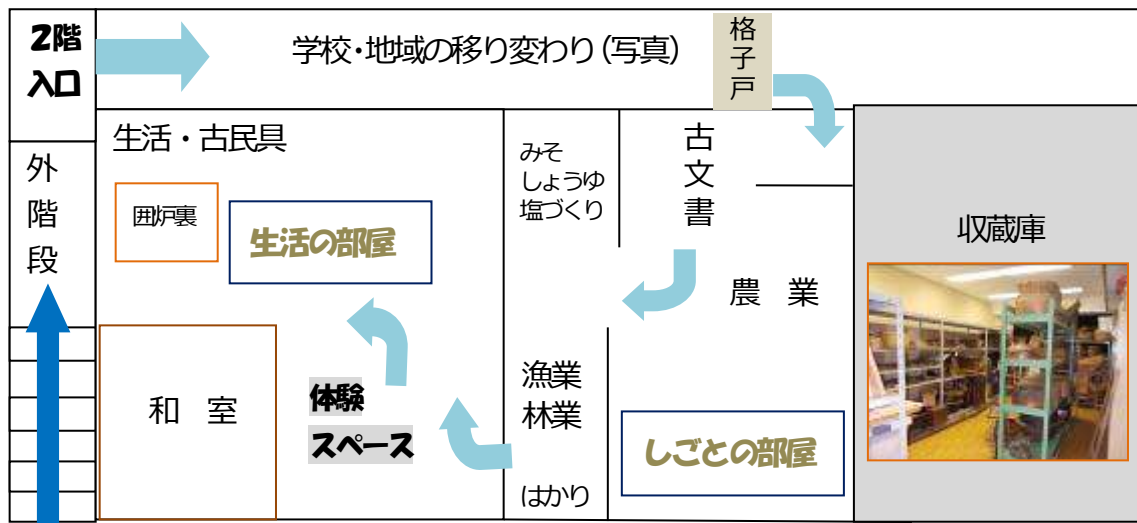 2階
入口
学校・地域の移り変わり(写真)
格子戸
外階段
生活・古民具
囲炉裏
生活の部屋
和 室
体験
スペース
みそ
しょうゆ
塩づくり
漁業
林業
はかり
古文書
農 業
しごとの部屋
収蔵庫